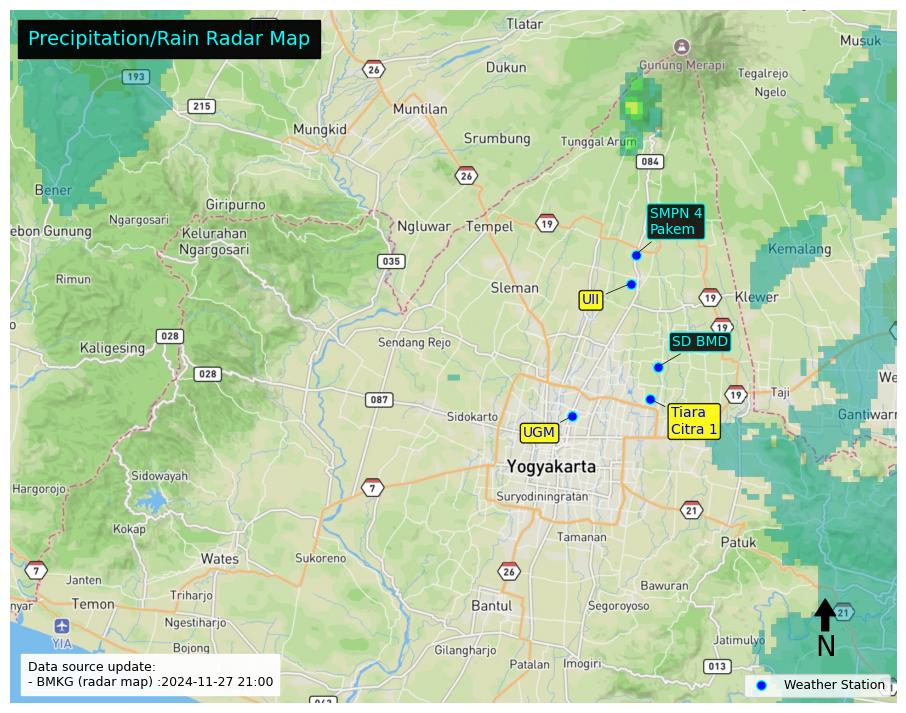 Precipitation/Rain Radar Map
Tlatar
26
Musuk
193
Dukun
Gunung Merapi
Tegalrejo
Ngelo
215
Muntilan
Mungkid
Srumbung
Tunggal Arum
084
26
Bener
Giripurno
Ngargosari
Ngluwar
Tempel
19
SMPN 4
Pakem
ebon Gunung
Kelurahan
Ngargosari
Kemalang
035
Rimun
Sleman
UII
19
Klewer
19
028
Sendang Rejo
SD BMD
Kaligesing
028
We
087
19
Taji
Sidokarto
UGM
Tiara
Citra 1
Gantiwarn
Yogyakarta
Sidowayah
Hargorojo
7
Suryodiningratan
21
Kokap
Tamanan
Patuk
Wates
Sukoreno
7
26
Janten
Bawuran
Triharjo
nyar
Temon
Bantul
Segoroyoso
21
Ngestiharjo
YIA
Jatimulyo
N
Bojong
Gilangharjo
Patalan
Imogiri
013
Data source update:
- BMKG (radar map) :2024-11-27 21:00
Weather Station